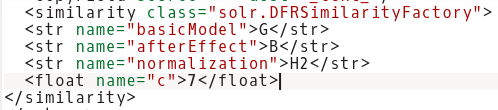 <similarity class="solr.DFRSimilarityFactory">
<str name="basicModel">G</str>
<str name="afterEffect">B</str>
<str name="normalization">H2</str>
<float name="c">7</float>
</similarity>